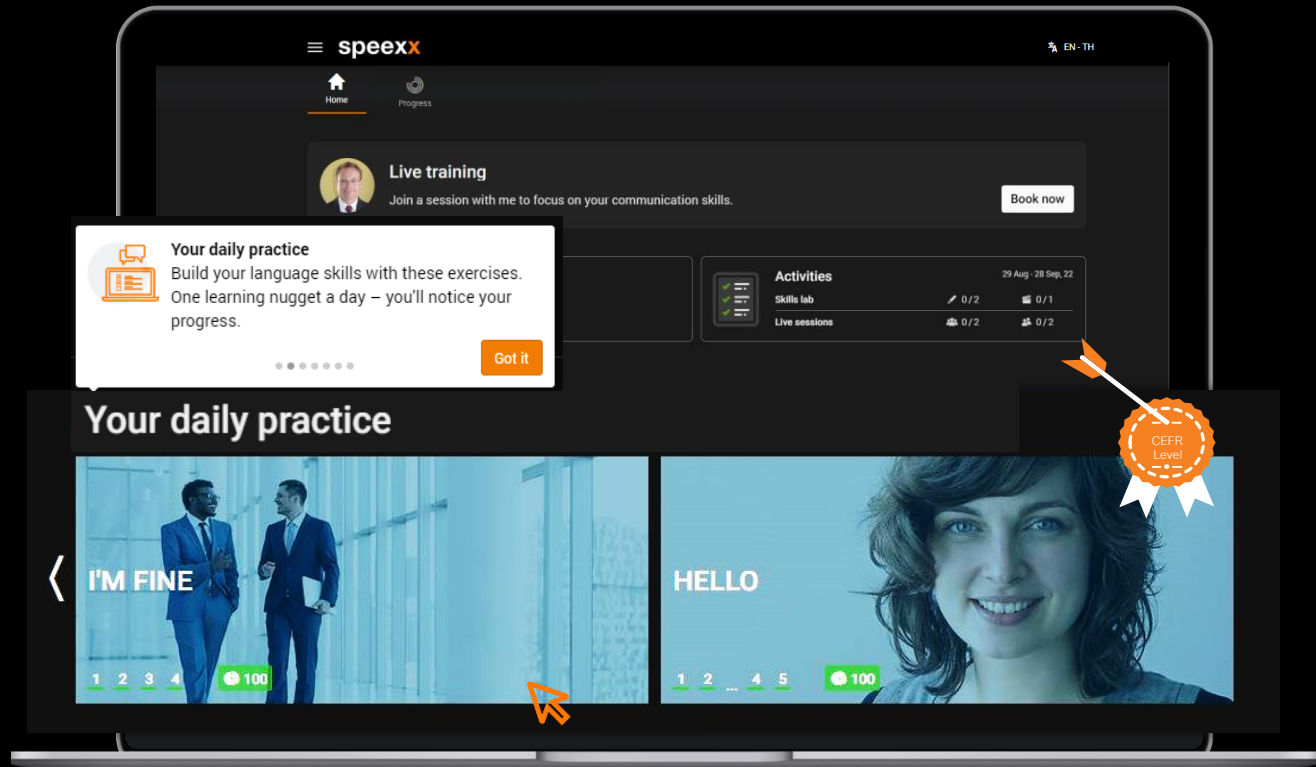 speexx
EN - TH
Home
Progress
Live training
Join a session with me to focus on your communication skills.
Book now
Your daily practice
Build your language skills with these exercises.
One learning nugget a day – you'll notice your
progress.
Got it
Activities
29 Aug - 28 Sep, 22
Skills lab
0/2
0/1
Live sessions
0/2
0/2
CEFR
Level
Your daily practice
I'M FINE
1 2 3 4
100
HELLO
1 2 ... 4 5
100